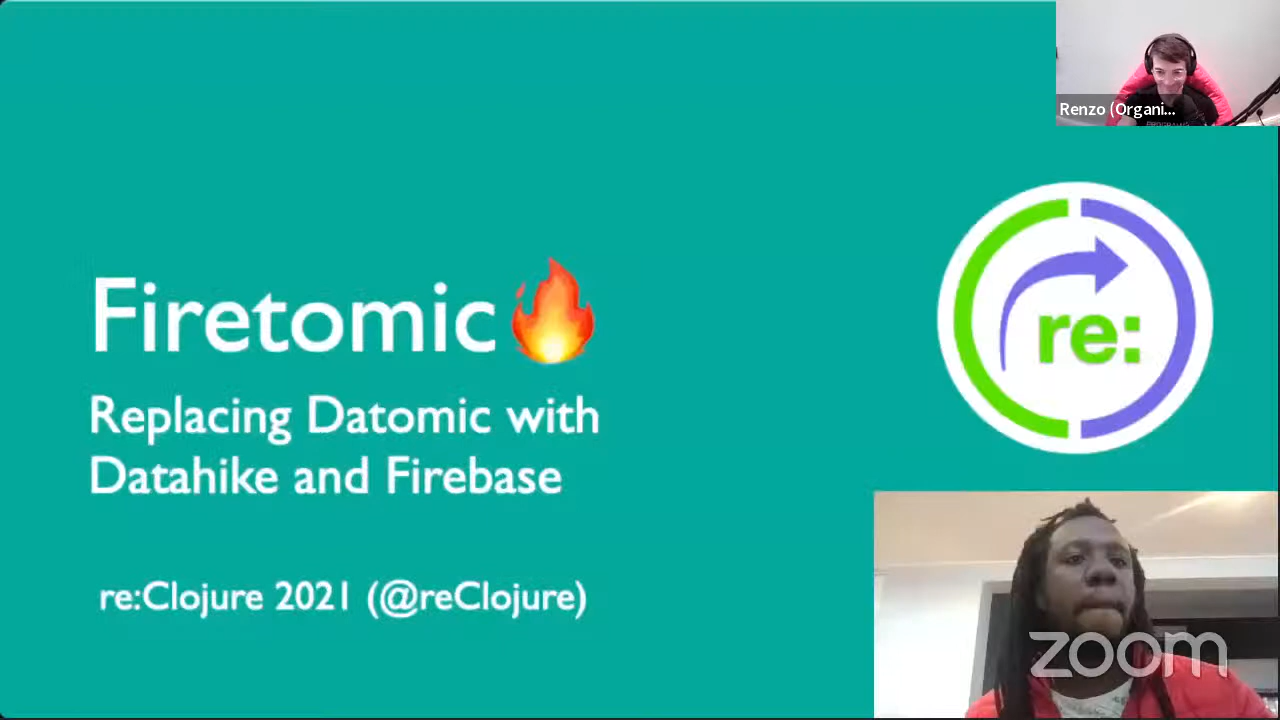 Renzo (Organi...
re:
Firetomic
Replacing Datomic with
Datahike and Firebase
re:Clojure 2021 (@reClojure)
zoom